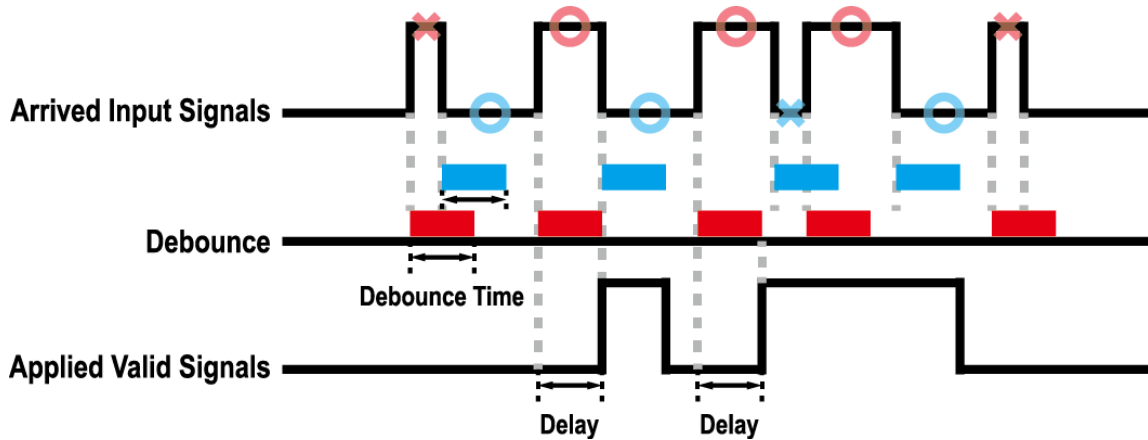 Arrived Input Signals
Debounce
Debounce Time
Applied Valid Signals
Delay
Delay